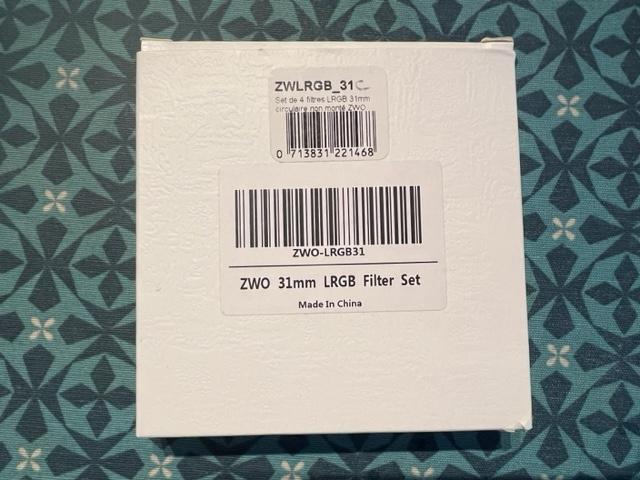 ZWLRGB_31C
Set de 4 filtres LRGB 31mm
circulaire non monté ZWO
0 713831 221468
ZWO-LRGB31
ZWO 31mm LRGB Filter Set
Made In China